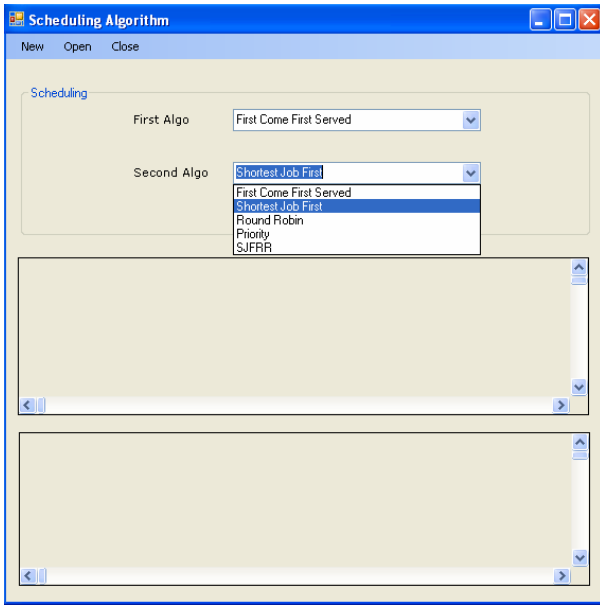 Scheduling Algorithm
New Open Close
Scheduling
First Algo First Come First Served
Second Algo Shortest Job First
First Come First Served
Shortest Job First
Round Robin
Priority
SJFRR